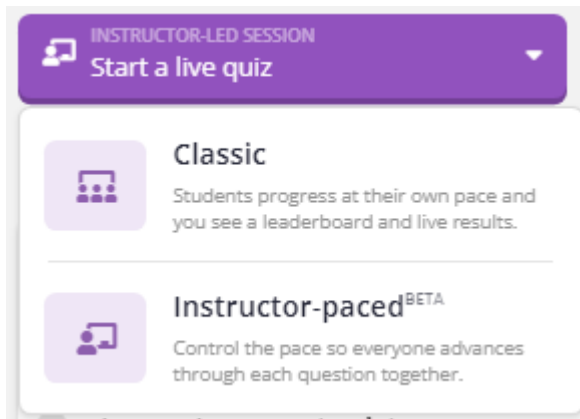 INSTRUCTOR-LED SESSION
Start a live quiz
Classic
Students progress at their own pace and
you see a leaderboard and live results.
Instructor-paced BETA
Control the pace so everyone advances
through each question together.